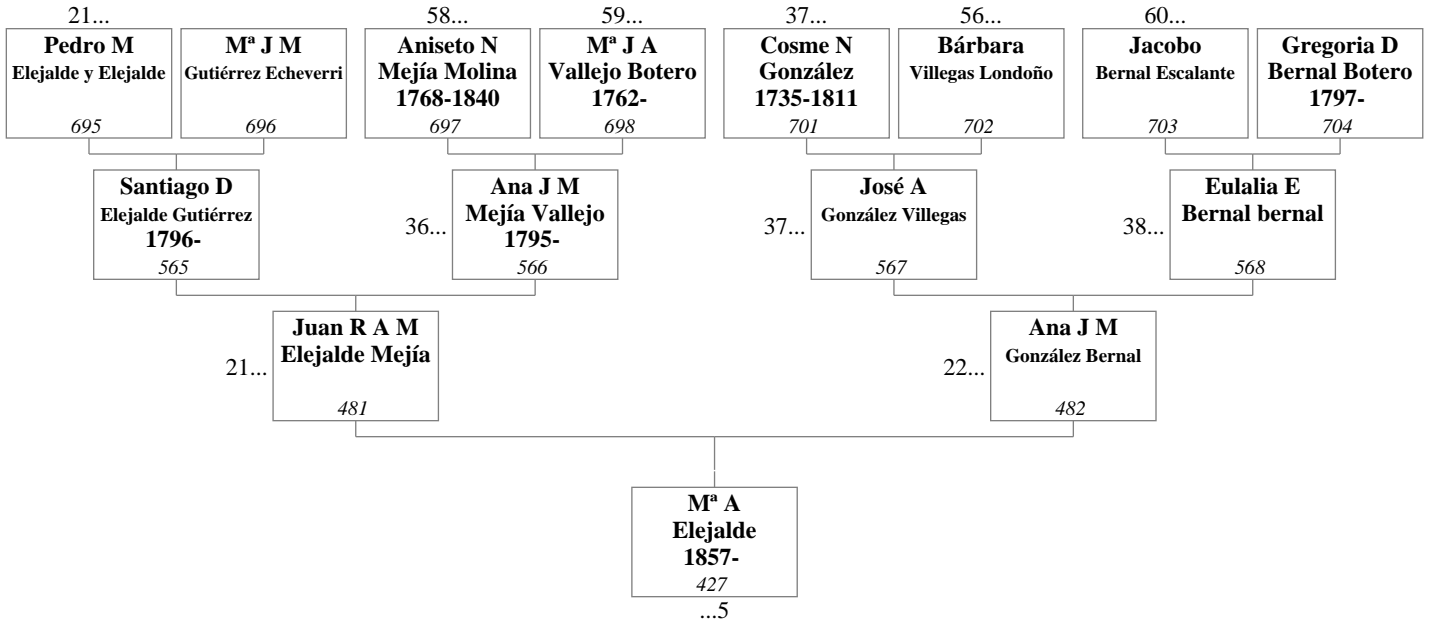 21...
58...
59...
37...
56...
60...
Pedro M
Elejalde y Elejalde
695
Mª J M
Gutiérrez Echeverri
696
Aniseto N
Mejía Molina
1768-1840
697
Mª J A
Vallejo Botero
1762-
698
Cosme N
González
1735-1811
701
Bárbara
Villegas Londoño
702
Jacobo
Bernal Escalante
703
Gregoria D
Bernal Botero
1797-
704
Santiago D
Elejalde Gutiérrez
1796-
565
36...
Ana J M
Mejía Vallejo
1795-
566
37...
José A
González Villegas
567
38...
Eulalia E
Bernal bernal
568
21...
Juan R A M
Elejalde Mejía
481
22...
Ana J M
González Bernal
482
Mª A
Elejalde
1857-
427
...5